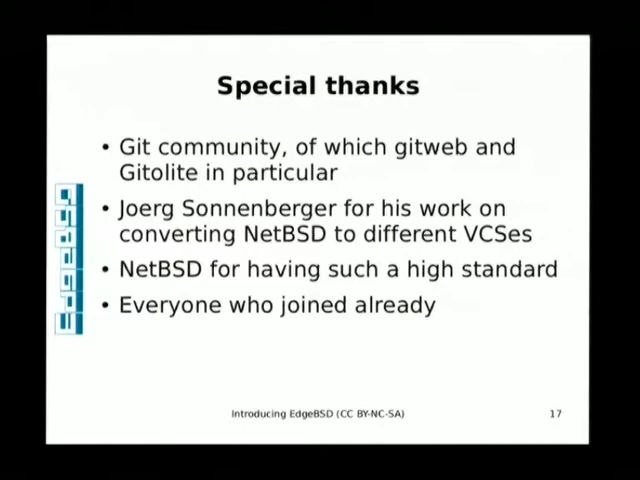 Special thanks
• Git community, of which gitweb and
Gitolite in particular
• Joerg Sonnenberger for his work on
converting NetBSD to different VCSes
• NetBSD for having such a high standard
• Everyone who joined already
Introducing EdgeBSD (CC BY-NC-SA)
17